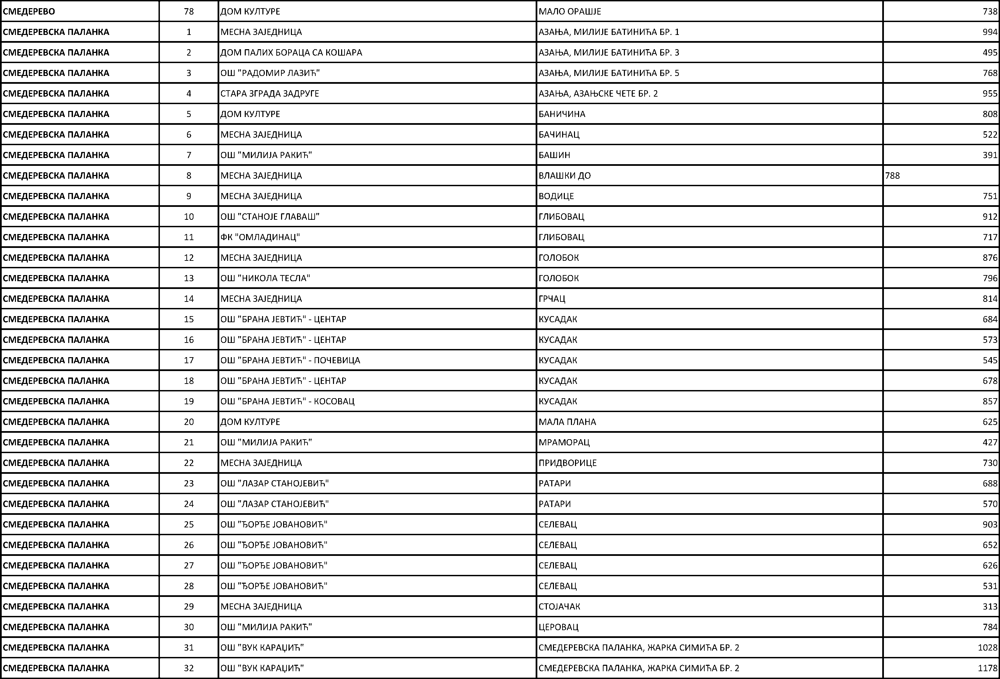 СМЕДЕРЕВО 78 ДОМ КУЛТУРЕ МАЛО ОРАШЈЕ 738
СМЕДЕРЕВСКА ПАЛАНКА 1 МЕСНА ЗАЈЕДНИЦА АЗАЊА, МИЛИЈЕ БАТИНИЋА БР. 1 994
СМЕДЕРЕВСКА ПАЛАНКА 2 ДОМ ПАЛИХ БОРАЦА СА КОШАРА АЗАЊА, МИЛИЈЕ БАТИНИЋА БР. 3 495
СМЕДЕРЕВСКА ПАЛАНКА 3 ОШ "РАДОМИР ЛАЗИЋ" АЗАЊА, МИЛИЈЕ БАТИНИЋА БР. 5 768
СМЕДЕРЕВСКА ПАЛАНКА 4 СТАРА ЗГРАДА ЗАДРУГЕ АЗАЊА, АЗАЊСКЕ ЧЕТЕ БР. 2 955
СМЕДЕРЕВСКА ПАЛАНКА 5 ДОМ КУЛТУРЕ БАНИЧИНА 808
СМЕДЕРЕВСКА ПАЛАНКА 6 МЕСНА ЗАЈЕДНИЦА БАЧИНАЦ 522
СМЕДЕРЕВСКА ПАЛАНКА 7 ОШ "МИЛИЈА РАКИЋ" БАШИН 391
СМЕДЕРЕВСКА ПАЛАНКА 8 МЕСНА ЗАЈЕДНИЦА ВЛАШКИ ДО 788
СМЕДЕРЕВСКА ПАЛАНКА 9 МЕСНА ЗАЈЕДНИЦА ВОДИЦЕ 751
СМЕДЕРЕВСКА ПАЛАНКА 10 ОШ "СТАНОЈЕ ГЛАВАШ" ГЛИБОВАЦ 912
СМЕДЕРЕВСКА ПАЛАНКА 11 ФК "ОМЛАДИНАЦ" ГЛИБОВАЦ 717
СМЕДЕРЕВСКА ПАЛАНКА 12 МЕСНА ЗАЈЕДНИЦА ГОЛОБОК 876
СМЕДЕРЕВСКА ПАЛАНКА 13 ОШ "НИКОЛА ТЕСЛА" ГОЛОБОК 796
СМЕДЕРЕВСКА ПАЛАНКА 14 МЕСНА ЗАЈЕДНИЦА ГРЧАЦ 814
СМЕДЕРЕВСКА ПАЛАНКА 15 ОШ "БРАНА ЈЕВТИЋ" - ЦЕНТАР КУСАДАК 684
СМЕДЕРЕВСКА ПАЛАНКА 16 ОШ "БРАНА ЈЕВТИЋ" - ЦЕНТАР КУСАДАК 573
СМЕДЕРЕВСКА ПАЛАНКА 17 ОШ "БРАНА ЈЕВТИЋ" - ПОЧЕВИЦА КУСАДАК 545
СМЕДЕРЕВСКА ПАЛАНКА 18 ОШ "БРАНА ЈЕВТИЋ" - ЦЕНТАР КУСАДАК 678
СМЕДЕРЕВСКА ПАЛАНКА 19 ОШ "БРАНА ЈЕВТИЋ" - КОСОВАЦ КУСАДАК 857
СМЕДЕРЕВСКА ПАЛАНКА 20 ДОМ КУЛТУРЕ МАЛА ПЛАНА 625
СМЕДЕРЕВСКА ПАЛАНКА 21 ОШ "МИЛИЈА РАКИЋ" МРАМОРАЦ 427
СМЕДЕРЕВСКА ПАЛАНКА 22 МЕСНА ЗАЈЕДНИЦА ПРИДВОРИЦЕ 730
СМЕДЕРЕВСКА ПАЛАНКА 23 ОШ "ЛАЗАР СТАНОЈЕВИЋ" РАТАРИ 688
СМЕДЕРЕВСКА ПАЛАНКА 24 ОШ "ЛАЗАР СТАНОЈЕВИЋ" РАТАРИ 570
СМЕДЕРЕВСКА ПАЛАНКА 25 ОШ "ЂОРЂЕ ЈОВАНОВИЋ" СЕЛЕВАЦ 903
СМЕДЕРЕВСКА ПАЛАНКА 26 ОШ "ЂОРЂЕ ЈОВАНОВИЋ" СЕЛЕВАЦ 652
СМЕДЕРЕВСКА ПАЛАНКА 27 ОШ "ЂОРЂЕ ЈОВАНОВИЋ" СЕЛЕВАЦ 626
СМЕДЕРЕВСКА ПАЛАНКА 28 ОШ "ЂОРЂЕ ЈОВАНОВИЋ" СЕЛЕВАЦ 531
СМЕДЕРЕВСКА ПАЛАНКА 29 МЕСНА ЗАЈЕДНИЦА СТОЈАЧАК 313
СМЕДЕРЕВСКА ПАЛАНКА 30 ОШ "МИЛИЈА РАКИЋ" ЦЕРОВАЦ 784
СМЕДЕРЕВСКА ПАЛАНКА 31 ОШ "ВУК КАРАЏИЋ" СМЕДЕРЕВСКА ПАЛАНКА, ЖАРКА СИМИЋА БР. 2 1028
СМЕДЕРЕВСКА ПАЛАНКА 32 ОШ "ВУК КАРАЏИЋ" СМЕДЕРЕВСКА ПАЛАНКА, ЖАРКА СИМИЋА БР. 2 1178